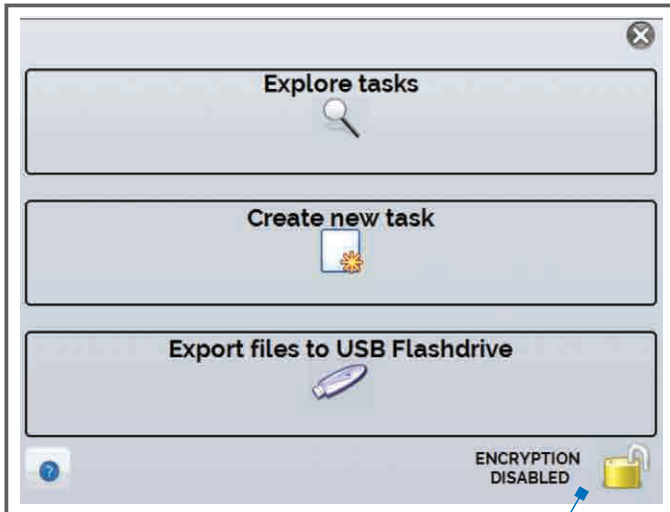 Explore tasks
Create new task
Export files to USB Flashdrive
ENCRYPTION
DISABLED
?